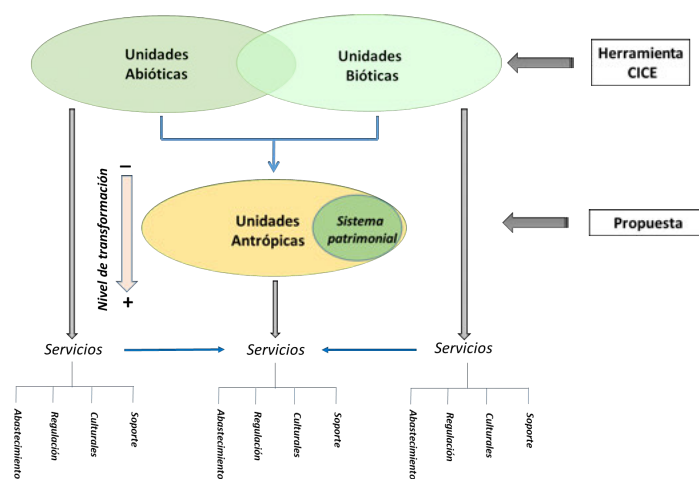 Unidades
Abióticas
Unidades
Bióticas
Herramienta
CICE
Nivel de transformación
–
+
Unidades
Antrópicas
Sistema
patrimonial
Propuesta
Servicios
Servicios
Servicios
Abastecimiento
Regulación
Culturales
Soporte
Abastecimiento
Regulación
Culturales
Soporte
Abastecimiento
Regulación
Culturales
Soporte